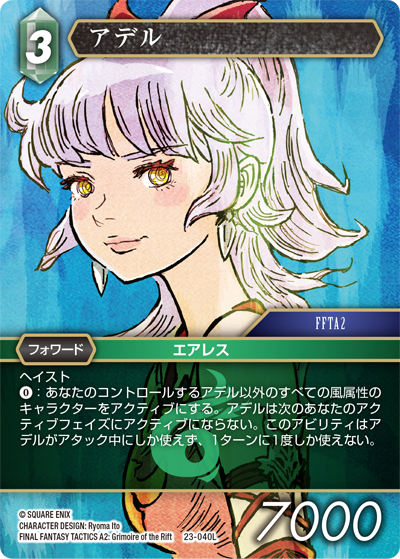 3
アデル
FFTA2
フォワード
エアレス
ヘイスト
0：あなたのコントロールするアデル以外のすべての風属性の
キャラクターをアクティブにする。アデルは次のあなたのアク
ティブフェイズにアクティブにならない。このアビリティはア
デルがアタック中にしか使えず、1ターンに1度しか使えない。
© SQUARE ENIX
CHARACTER DESIGN: Ryoma Ito
FINAL FANTASY TACTICS A2: Grimoire of the Rift
23-040L
7000